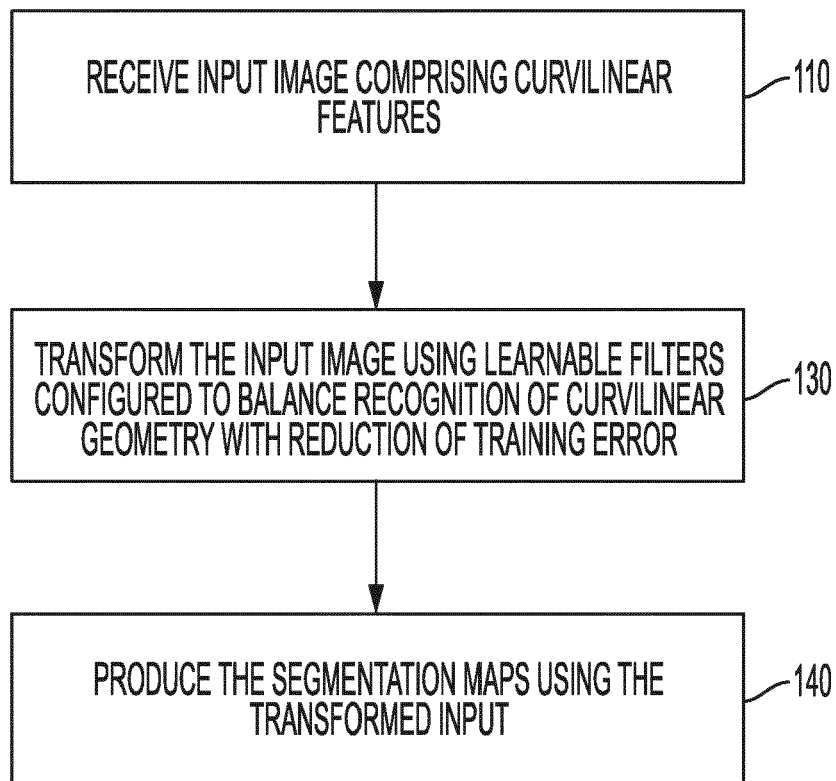 RECEIVE INPUT IMAGE COMPRISING CURVILINEAR
FEATURES
110
TRANSFORM THE INPUT IMAGE USING LEARNABLE FILTERS
CONFIGURED TO BALANCE RECOGNITION OF CURVILINEAR
GEOMETRY WITH REDUCTION OF TRAINING ERROR
130
PRODUCE THE SEGMENTATION MAPS USING THE
TRANSFORMED INPUT
140